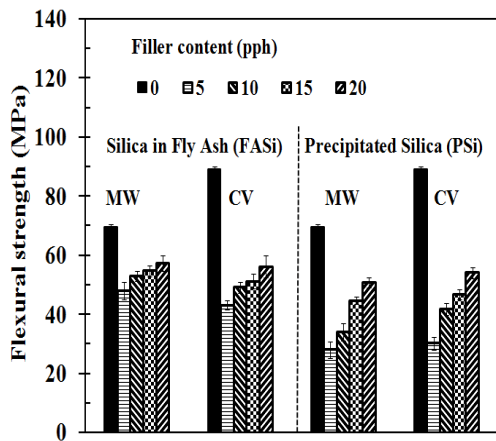 Flexural strength (MPa)
140
120
100
80
60
40
20
0
Filler content (pph)
0 5 10 15 20
Silica in Fly Ash (FASi) Precipitated Silica (PSi)
MW CV MW CV